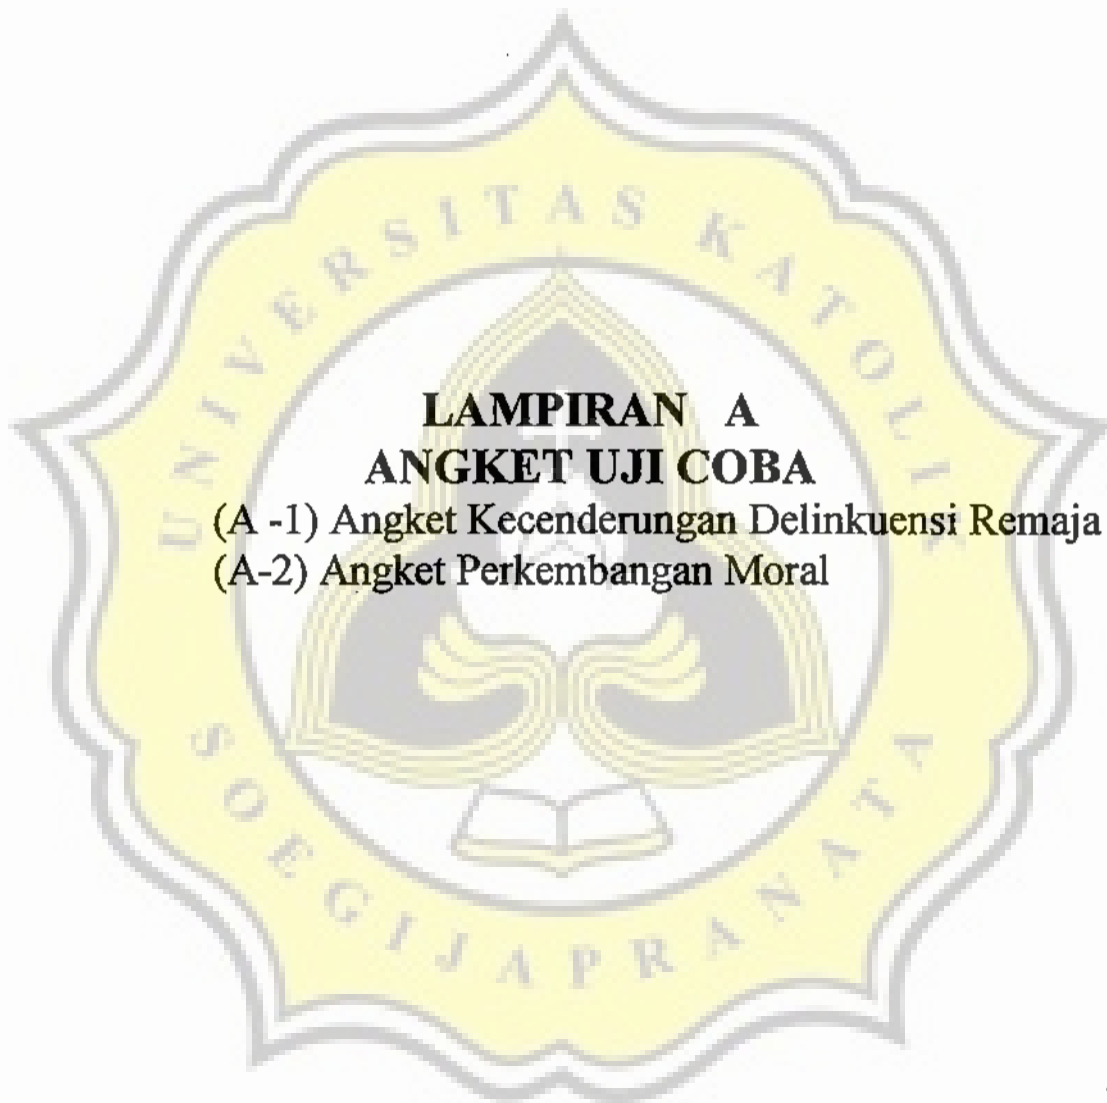 UNIVERSITAS KATOLIK
LAMPIRAN A
ANGKET UJI COBA
(A -1) Angket Kecenderungan Delinkuensi Remaja
(A-2) Angket Perkembangan Moral
SOEGIJAPRANATA